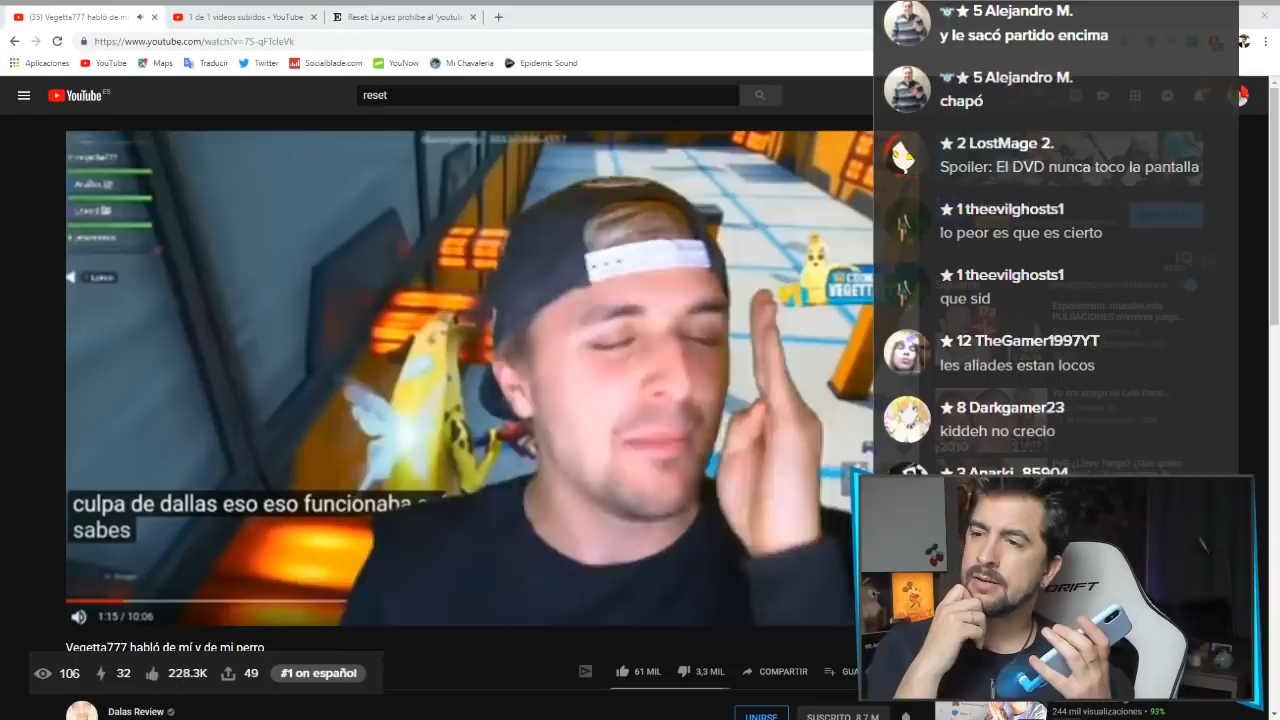 (35) Vegetta777 habló de mí
1 de 1 vídeos subidos - YouTube
Reset: La juez prohíbe al 'youtub
https://www.youtube.com/watch?v=7S-qFTcleVk
Aplicaciones
YouTube
Maps
Traducir
Twitter
Socialblade.com
YouNow
Mi Chavaleria
Epidemic Sound
YouTube ES
reset
5 Alejandro M.
y le sacó partido encima
5 Alejandro M.
chapó
2 LostMage 2.
Spoiler: El DVD nunca toco la pantalla
1 theevilghosts1
lo peor es que es cierto
1 theevilghosts1
que sid
12 TheGamer1997YT
les aliades estan locos
8 Darkgamer23
kiddeh no crecio
3 Anarki_85904
VEGETT
culpa de dallas eso eso funcionaba
sabes
1:15 / 10:06
DRIFT
Vegetta777 habló de mí y de mi perro
106
32
228.3K
49
#1 on español
61 MIL
3,3 MIL
COMPARTIR
GUA
Dalas Review
UNIRSE
SUSCRITO 8,7 M
244 mil visualizaciones • 93%